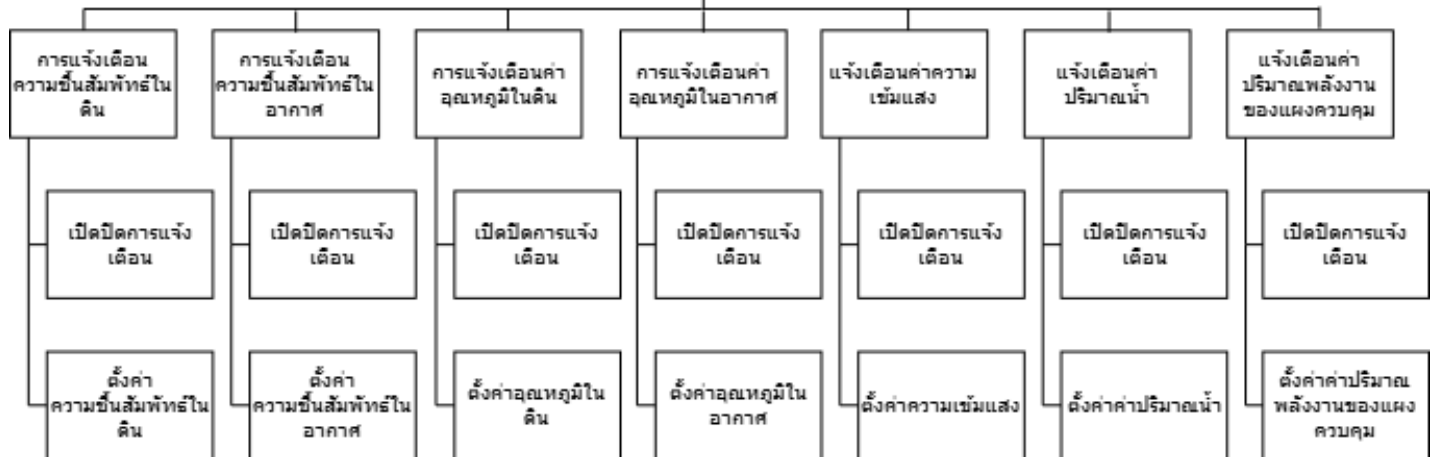 การแจ้งเตือน
ความชื้นสัมพัทธ์ใน
ดิน
การแจ้งเตือน
ความชื้นสัมพัทธ์ใน
อากาศ
การแจ้งเตือนค่า
อุณหภูมิในดิน
การแจ้งเตือนค่า
อุณหภูมิในอากาศ
แจ้งเตือนค่าความ
เข้มแสง
แจ้งเตือนค่า
ปริมาณน้ำ
แจ้งเตือนค่า
ปริมาณพลังงาน
ของแผงควบคุม
เปิดปิดการแจ้ง
เตือน
เปิดปิดการแจ้ง
เตือน
เปิดปิดการแจ้ง
เตือน
เปิดปิดการแจ้ง
เตือน
เปิดปิดการแจ้ง
เตือน
เปิดปิดการแจ้ง
เตือน
เปิดปิดการแจ้ง
เตือน
ตั้งค่า
ความชื้นสัมพัทธ์ใน
ดิน
ตั้งค่า
ความชื้นสัมพัทธ์ใน
อากาศ
ตั้งค่าอุณหภูมิใน
ดิน
ตั้งค่าอุณหภูมิใน
อากาศ
ตั้งค่าความเข้มแสง
ตั้งค่าค่าปริมาณน้ำ
ตั้งค่าค่าปริมาณ
พลังงานของแผง
ควบคุม